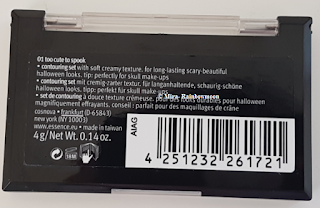 01 too cute to spook
• contouring set with soft creamy texture. for long-lasting scary-beautiful
halloween looks. tip: perfectly for skull make-ups
• contouring set mit cremig-zarter textur. für langanhaltende, schaurig-schöne
halloween looks. tipp: perfekt für skull make-ups
• set de contouring à douce texture crémeuse. pour des looks durables pour halloween
magnifiquement effrayants. conseil : parfait pour des maquillages de crâne
cosnova • frankfurt (D-65843)
new york (NY 10003)
www.essence.eu • made in taiwan
4 g/ Net Wt. 0.14 oz.
© Mira-Rainbowmoon
18 M
AIAG
4 251232 261721